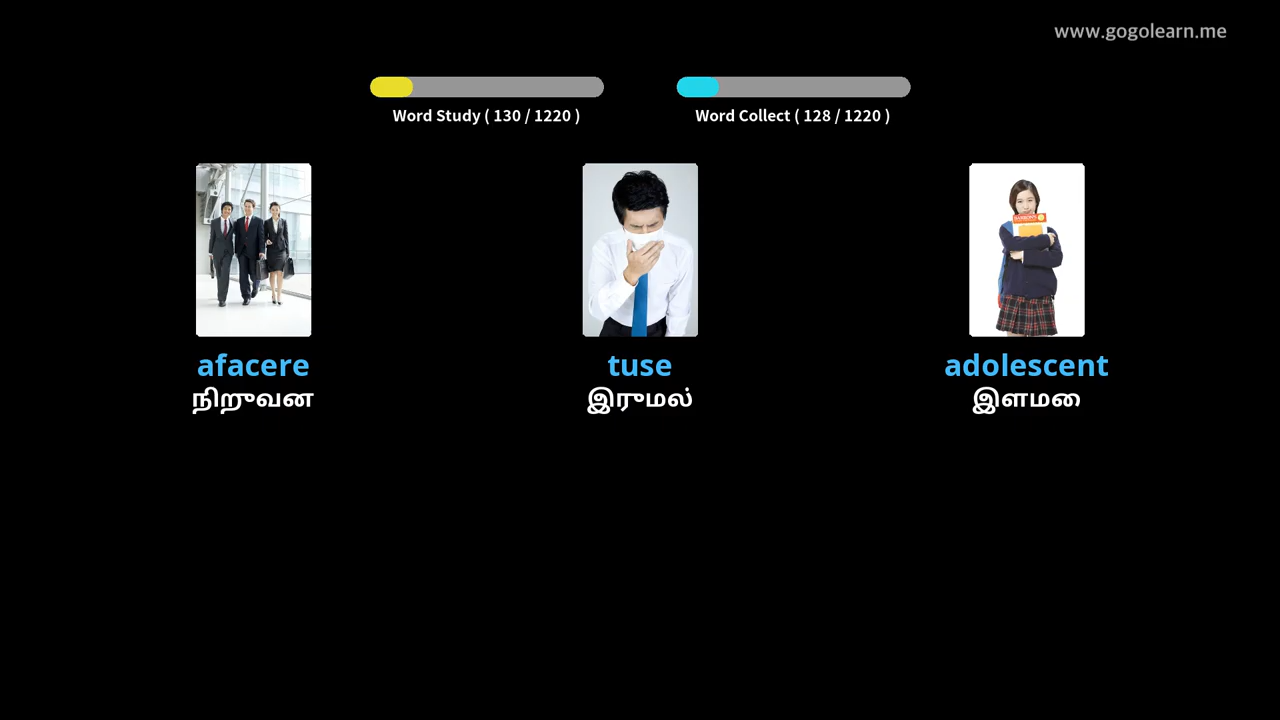 www.gogolearn.me
Word Study ( 130 / 1220 )
Word Collect ( 128 / 1220 )
afacere
நிறுவன
tuse
இருமல்
adolescent
இளமை